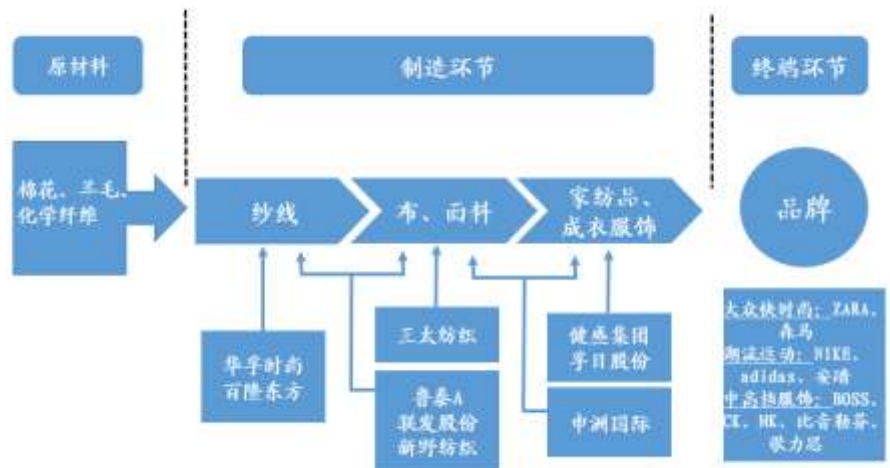 原材料
制造环节
终端环节
棉花、羊毛、
化学纤维
纱线
布、面料
家纺品、
成衣服饰
品牌
华孚时尚
百隆东方
三太纺织
鲁泰A
联发股份
新野纺织
健盛集团
孚日股份
申洲国际
大众快时尚：ZARA、
森马
潮流运动：NIKE、
adidas、安踏
中高档服饰：BOSS、
CK、MK、比音勒芬、
歌力思